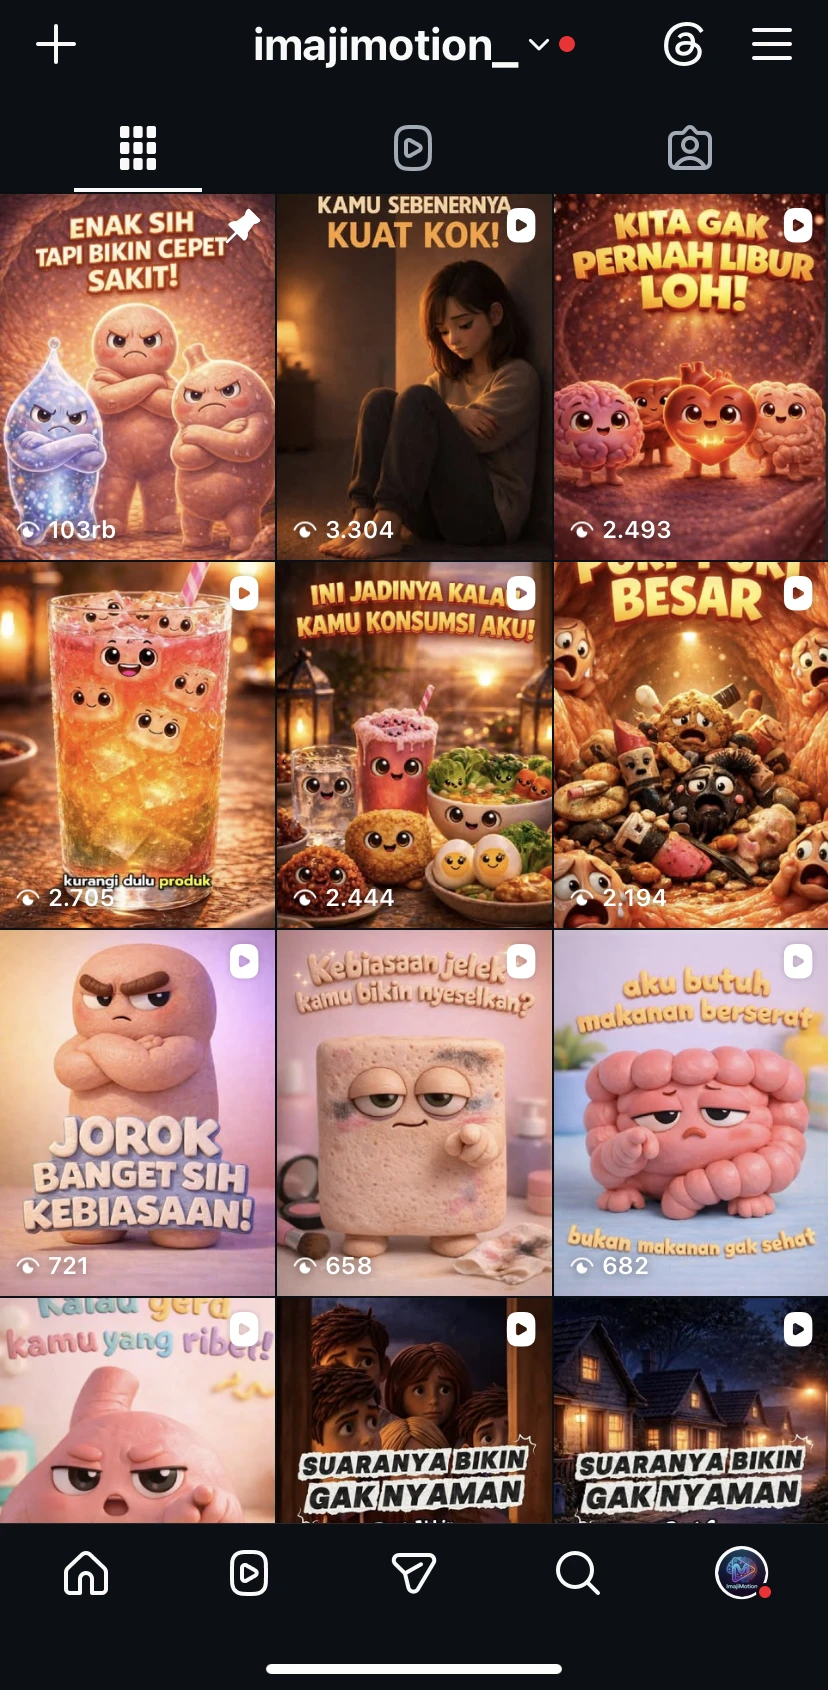 imajimotion_
ENAK SIH
TAPI BIKIN CEPET
SAKIT!
103rb
KAMU SEBENERNYA
KUAT KOK!
3.304
KITA GAK
PERNAH LIBUR
LOH!
2.493
kurangi dulu produk
2.705
INI JADINYA
KAMU KONSUMSI AKU!
2.444
BESAR
2.194
JOROK
BANGET SIH
KEBIASAAN!
721
Kebiasaan jelek
kamu bikin nyeselkan?
658
aku butuh
makanan berserat
bukan makanan gak sehat
682
Kalau gerd
kamu yang ribet!
SUARANYA BIKIN
GAK NYAMAN
SUARANYA BIKIN
GAK NYAMAN
ImajiMotion